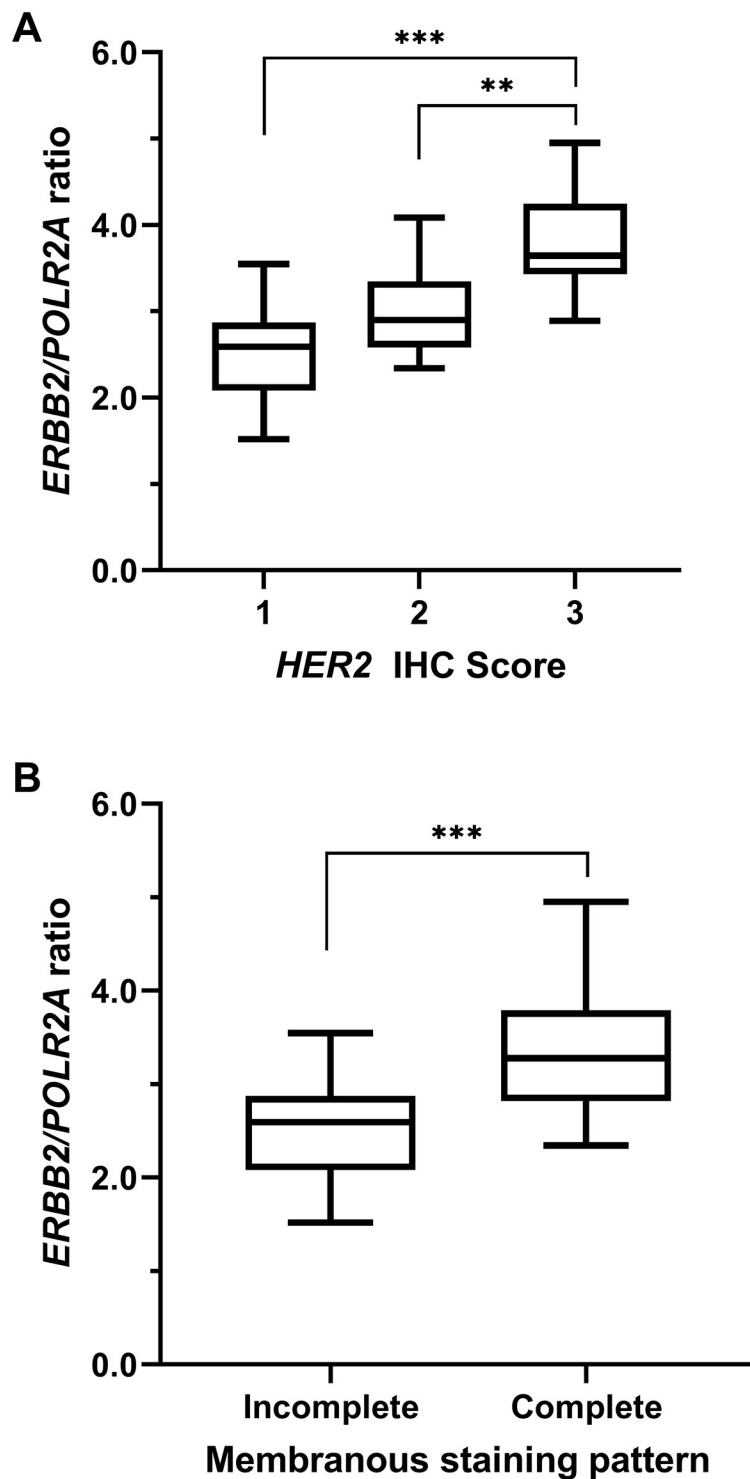 A
***
6.0
**
4.0
2.0
0.0
ERBB2/POLR2A ratio
1 2 3
HER2 IHC Score
B
6.0
***
4.0
2.0
0.0
ERBB2/POLR2A ratio
Incomplete Complete
Membranous staining pattern